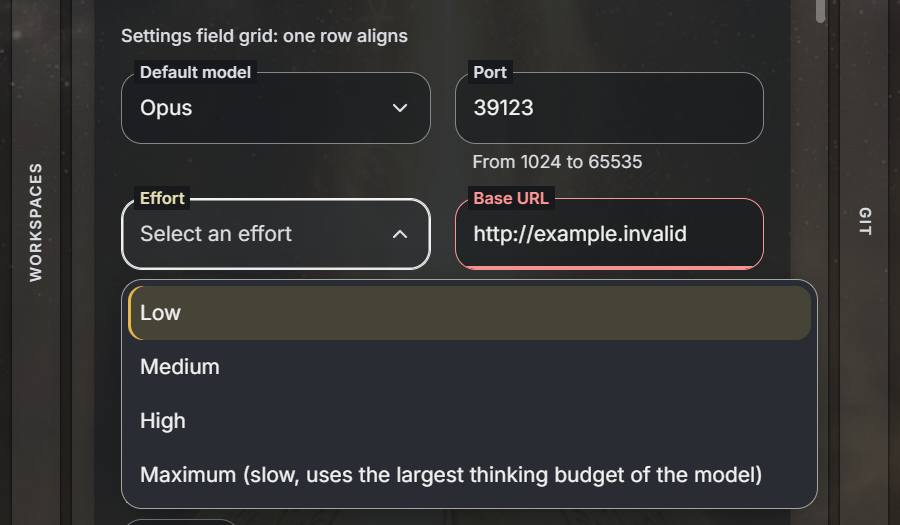 Settings field grid: one row aligns
Default model
Opus
Port
39123
From 1024 to 65535
Effort
Select an effort
Base URL
http://example.invalid
Low
Medium
High
Maximum (slow, uses the largest thinking budget of the model)
WORKSPACES
GIT